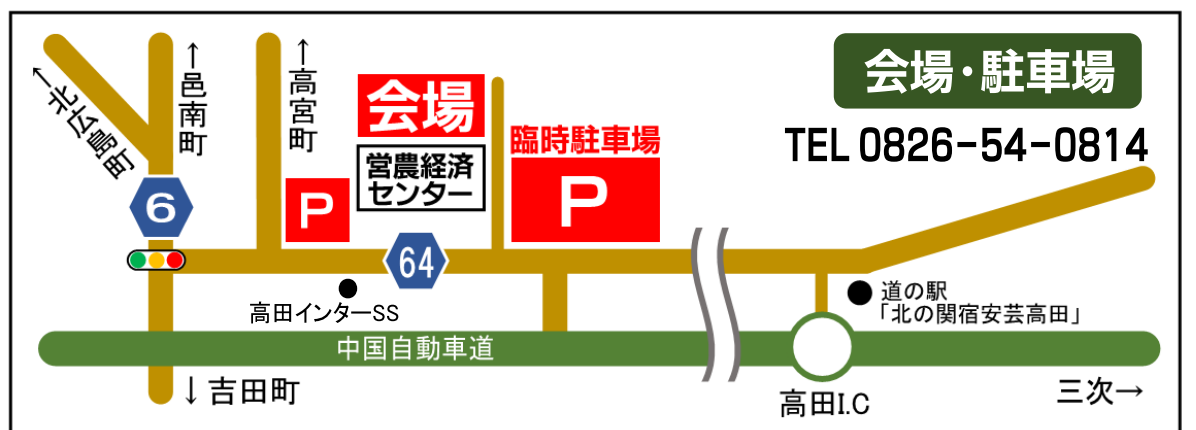 会場・駐車場
TEL 0826-54-0814
↑北広島町
↑邑南町
↑高宮町
会場
営農経済
センター
臨時駐車場
P
P
6
64
高田インターSS
道の駅
「北の関宿安芸高田」
中国自動車道
↓吉田町
高田I.C
三次→